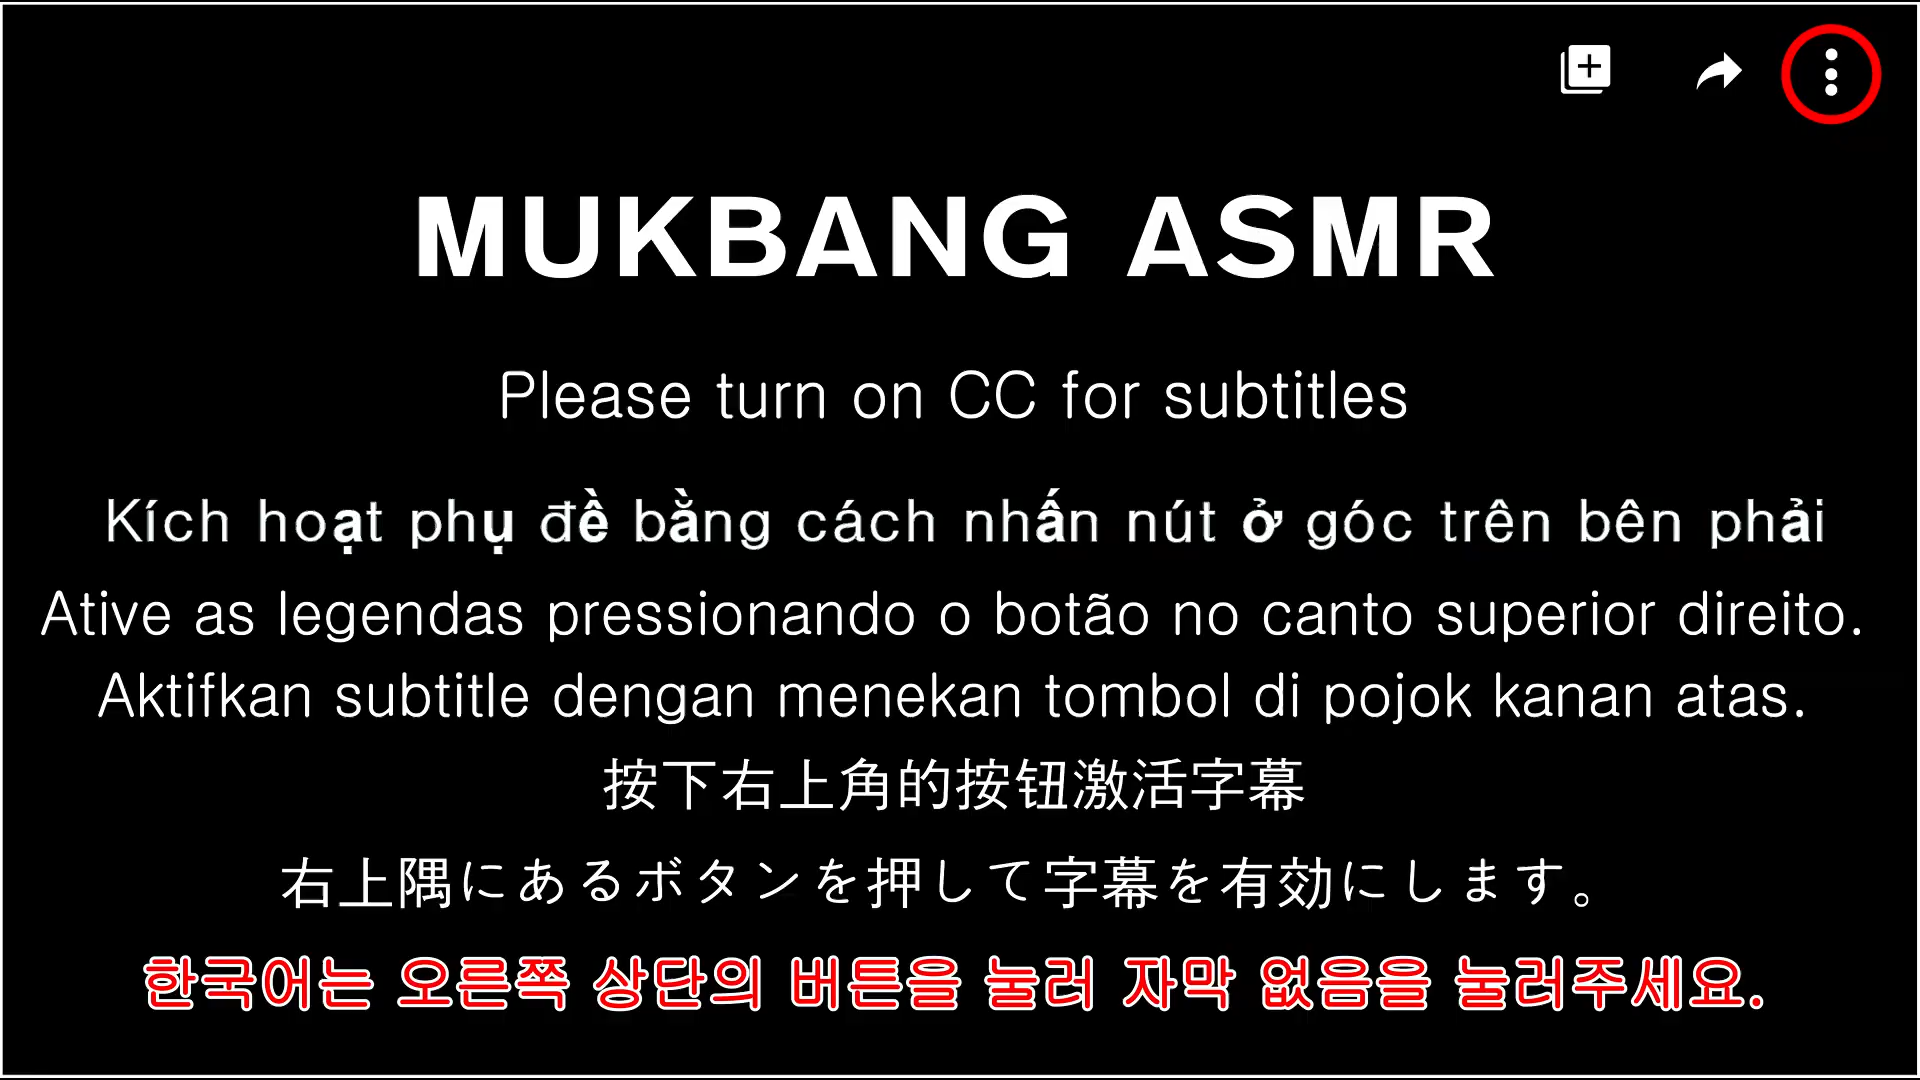 MUKBANG ASMR
Please turn on CC for subtitles
Kích hoạt phụ đề bằng cách nhấn nút ở góc trên bên phải
Ative as legendas pressionando o botão no canto superior direito.
Aktifkan subtitle dengan menekan tombol di pojok kanan atas.
按下右上角的按钮激活字幕
右上隅にあるボタンを押して字幕を有効にします。
한국어는 오른쪽 상단의 버튼을 눌러 자막 없음을 눌러주세요.